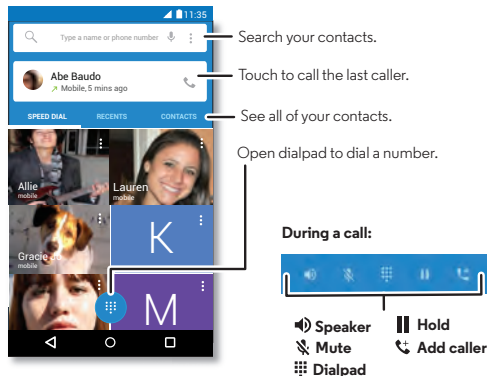 11:35
Type a name or phone number
Search your contacts.
Abe Baudo
Mobile, 5 mins ago
Touch to call the last caller.
SPEED DIAL RECENTS CONTACTS
See all of your contacts.
Open dialpad to dial a number.
Allie
mobile
Lauren
mobile
Gracie
mobile
K
M
During a call:
Speaker
Hold
Mute
Add caller
Dialpad